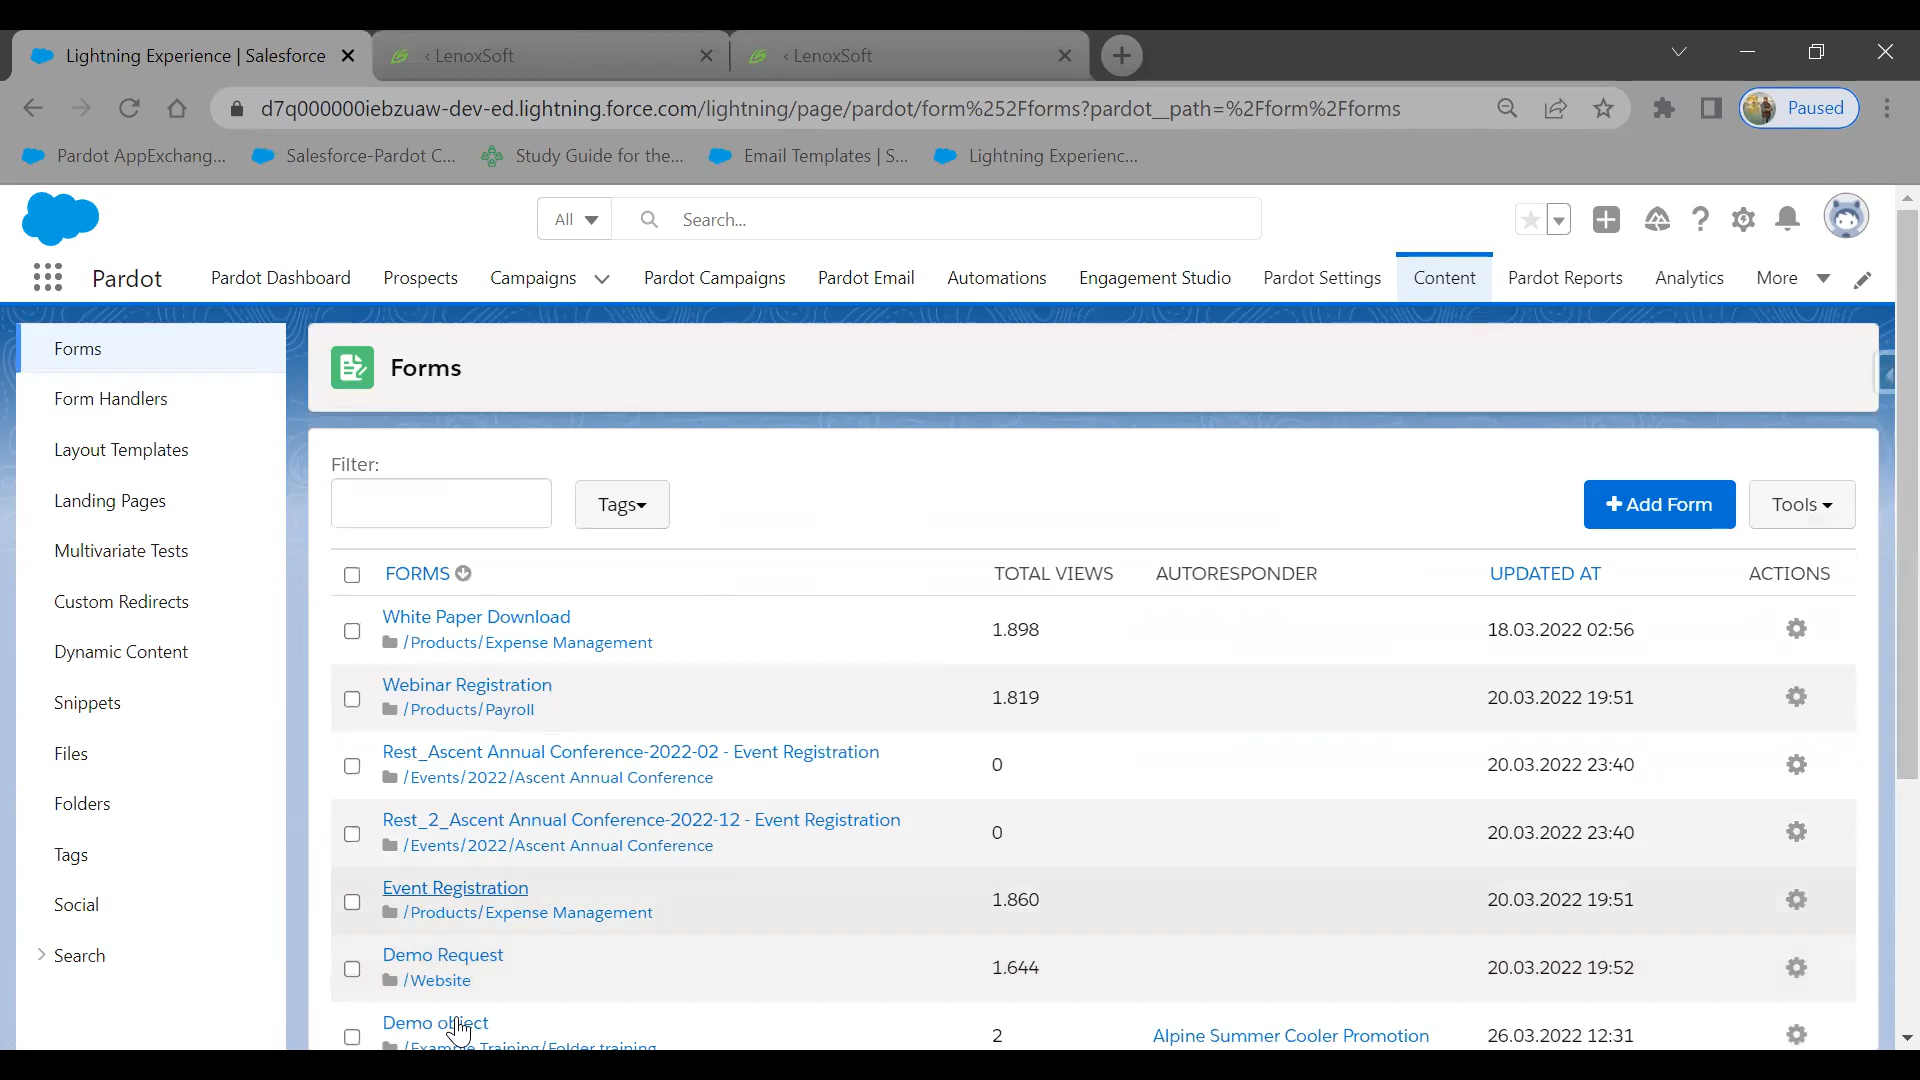 Lightning Experience | Salesforce
‹ LenoxSoft
‹ LenoxSoft
d7q000000iebzuaw-dev-ed.lightning.force.com/lightning/page/pardot/form%252Fforms?pardot__path=%2Fform%2Fforms
Paused
Pardot AppExchang...
Salesforce-Pardot C...
Study Guide for the...
Email Templates | S...
Lightning Experienc...
All
Search...
Pardot
Pardot Dashboard
Prospects
Campaigns
Pardot Campaigns
Pardot Email
Automations
Engagement Studio
Pardot Settings
Content
Pardot Reports
Analytics
More
Forms
Form Handlers
Layout Templates
Landing Pages
Multivariate Tests
Custom Redirects
Dynamic Content
Snippets
Files
Folders
Tags
Social
Search
Forms
Filter:
Tags
Add Form
Tools
FORMS TOTAL VIEWS AUTORESPONDER UPDATED AT ACTIONS
White Paper Download
/Products/Expense Management
1.898
18.03.2022 02:56
Webinar Registration
/Products/Payroll
1.819
20.03.2022 19:51
Rest_Ascent Annual Conference-2022-02 - Event Registration
/Events/2022/Ascent Annual Conference
0
20.03.2022 23:40
Rest_2_Ascent Annual Conference-2022-12 - Event Registration
/Events/2022/Ascent Annual Conference
0
20.03.2022 23:40
Event Registration
/Products/Expense Management
1.860
20.03.2022 19:51
Demo Request
/Website
1.644
20.03.2022 19:52
Demo object
/Example Training/Folder training
2
Alpine Summer Cooler Promotion
26.03.2022 12:31